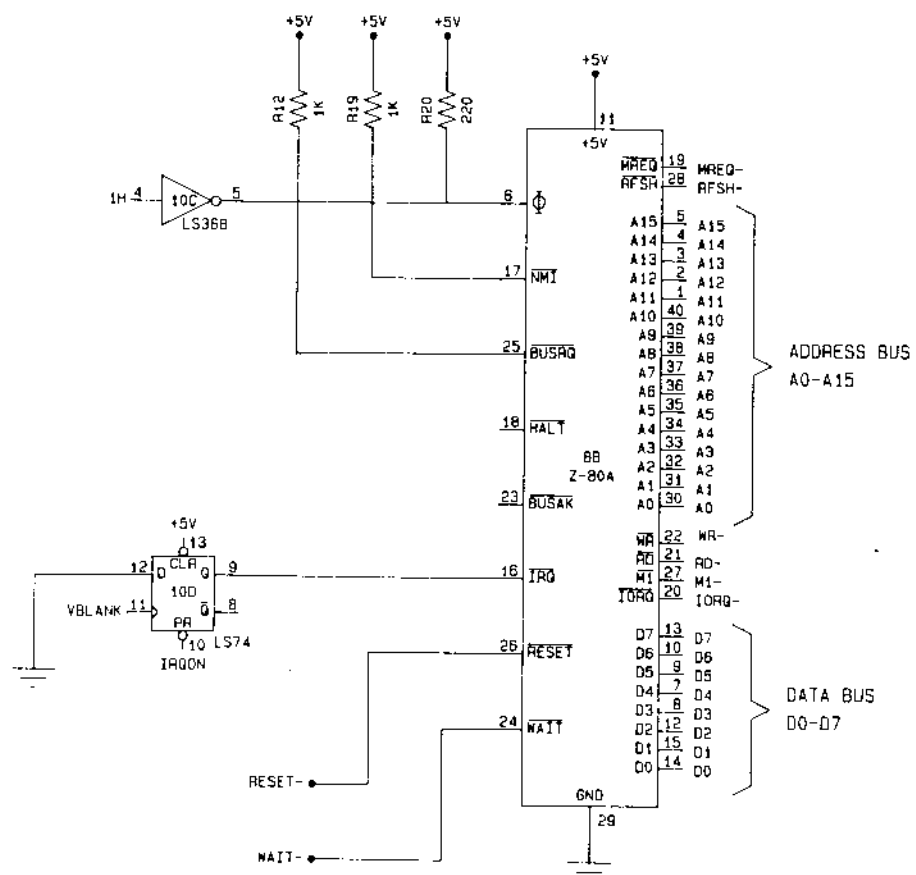 +5V +5V +5V
R12 1K R19 1K R20 220
+5V
11
+5V
1H 4 10C 5
LS368
6 Φ
17 NMI
25 BUSRQ
18 HALT
23 BUSAK
8B
Z-80A
+5V
13
CLR
12 D Q 9
10D
VBLANK 11 Q 8
PR LS74
10
IRQON
16 IRQ
26 RESET
24 WAIT
RESET-
WAIT-
GND
29
MREQ 19 MREQ-
RFSH 28 RFSH-
A15 5 A15
A14 4 A14
A13 3 A13
A12 2 A12
A11 1 A11
A10 40 A10
A9 39 A9
A8 38 A8
A7 37 A7
A6 36 A6
A5 35 A5
A4 34 A4
A3 33 A3
A2 32 A2
A1 31 A1
A0 30 A0
ADDRESS BUS
A0-A15
WR 22 WR-
RD 21 RD-
M1 27 M1-
IORQ 20 IORQ-
D7 13 D7
D6 10 D6
D5 9 D5
D4 7 D4
D3 8 D3
D2 12 D2
D1 15 D1
D0 14 D0
DATA BUS
D0-D7